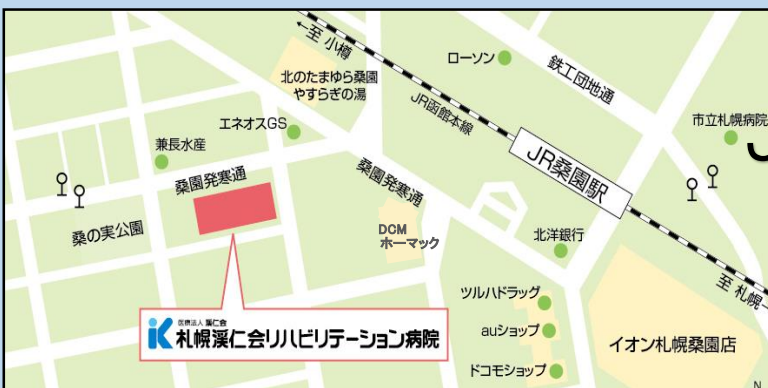 ←至 小樽
北のたまゆら桑園
やすらぎの湯
ローソン
鉄工団地通
JR函館本線
エネオスGS
市立札幌病院
兼長水産
JR桑園駅
桑園発寒通
桑園発寒通
桑の実公園
DCM
ホーマック
北洋銀行
至 札幌
ツルハドラッグ
医療法人 溪仁会
札幌溪仁会リハビリテーション病院
auショップ
イオン札幌桑園店
ドコモショップ
N